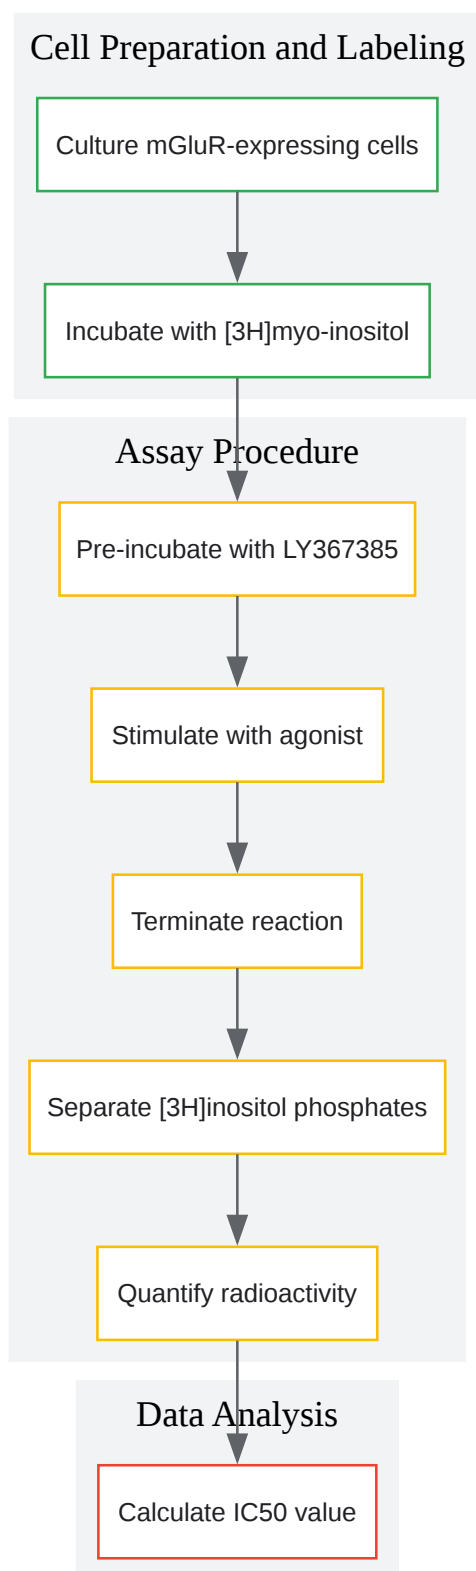 Cell Preparation and Labeling
Culture mGluR-expressing cells
Incubate with [3H]myo-inositol
Assay Procedure
Pre-incubate with LY367385
Stimulate with agonist
Terminate reaction
Separate [3H]inositol phosphates
Quantify radioactivity
Data Analysis
Calculate IC50 value